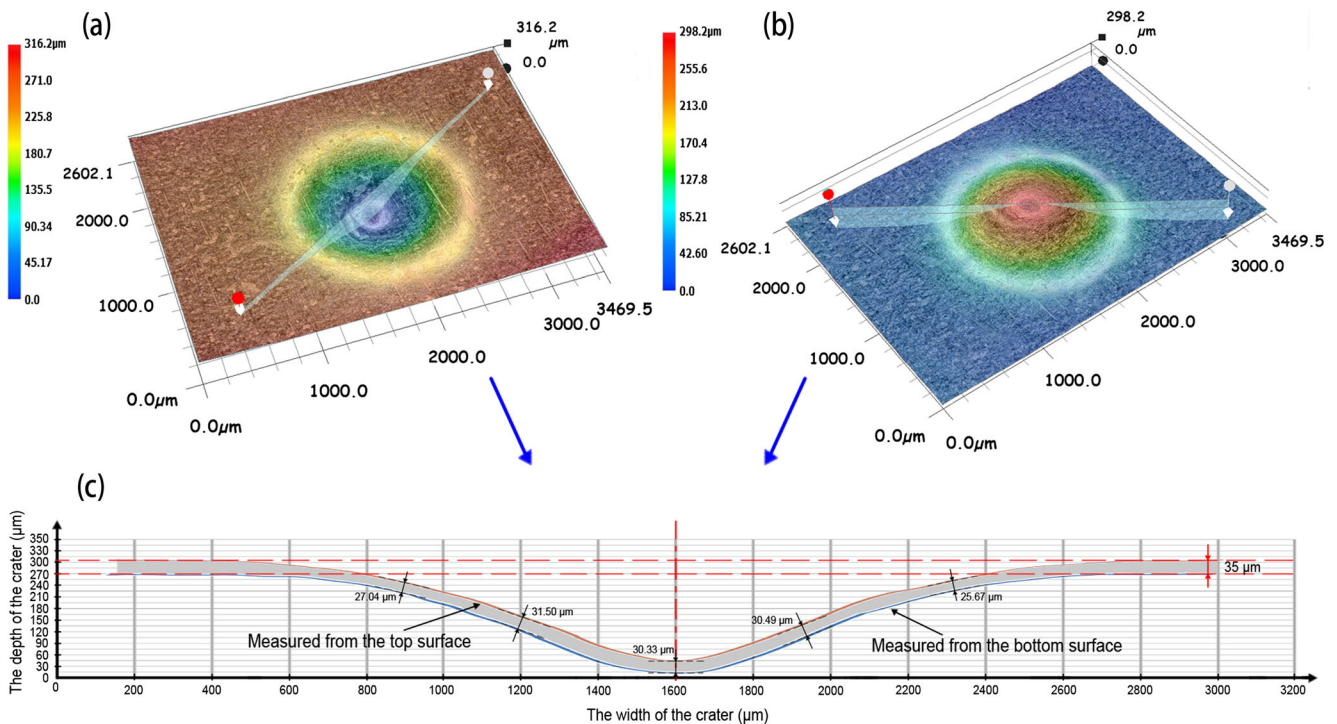 (a)
316.2µm
271.0
225.8
180.7
135.5
90.34
45.17
0.0
316.2
µm
0.0
2602.1
2000.0
1000.0
0.0µm
0.0µm
1000.0
2000.0
3000.0
3469.5
(b)
298.2µm
255.6
213.0
170.4
127.8
85.21
42.60
0.0
298.2
µm
0.0
2602.1
2000.0
1000.0
0.0µm
0.0µm
1000.0
2000.0
3000.0
3469.5
(c)
The depth of the crater (µm)
350
330
300
270
240
210
180
150
120
90
60
30
0
27.04 µm
31.50 µm
30.33 µm
30.49 µm
25.67 µm
35 µm
Measured from the top surface
Measured from the bottom surface
0 200 400 600 800 1000 1200 1400 1600 1800 2000 2200 2400 2600 2800 3000 3200
The width of the crater (µm)